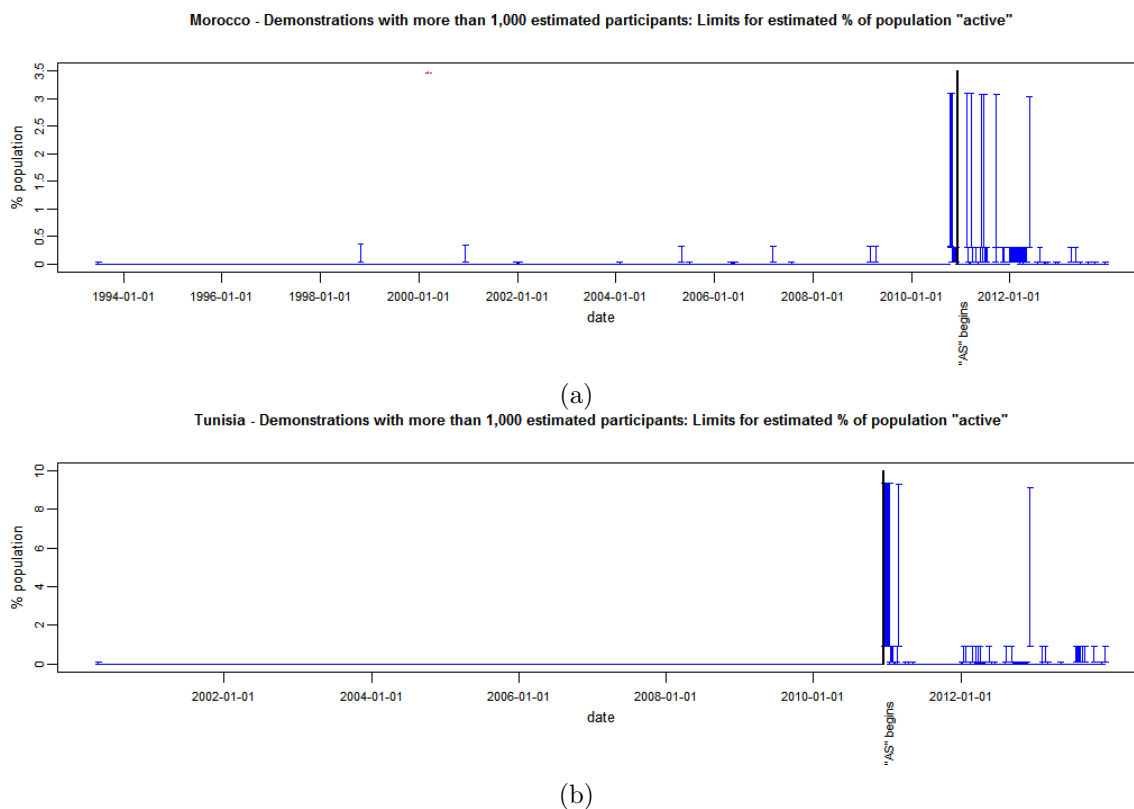 Morocco - Demonstrations with more than 1,000 estimated participants: Limits for estimated % of population "active"
% population
3.5
3
2.5
2
1.5
1
0.5
0
1994-01-01 1996-01-01 1998-01-01 2000-01-01 2002-01-01 2004-01-01 2006-01-01 2008-01-01 2010-01-01 2012-01-01
date
"AS" begins
(a)
Tunisia - Demonstrations with more than 1,000 estimated participants: Limits for estimated % of population "active"
% population
10
8
6
4
2
0
2002-01-01 2004-01-01 2006-01-01 2008-01-01 2010-01-01 2012-01-01
date
"AS" begins
(b)